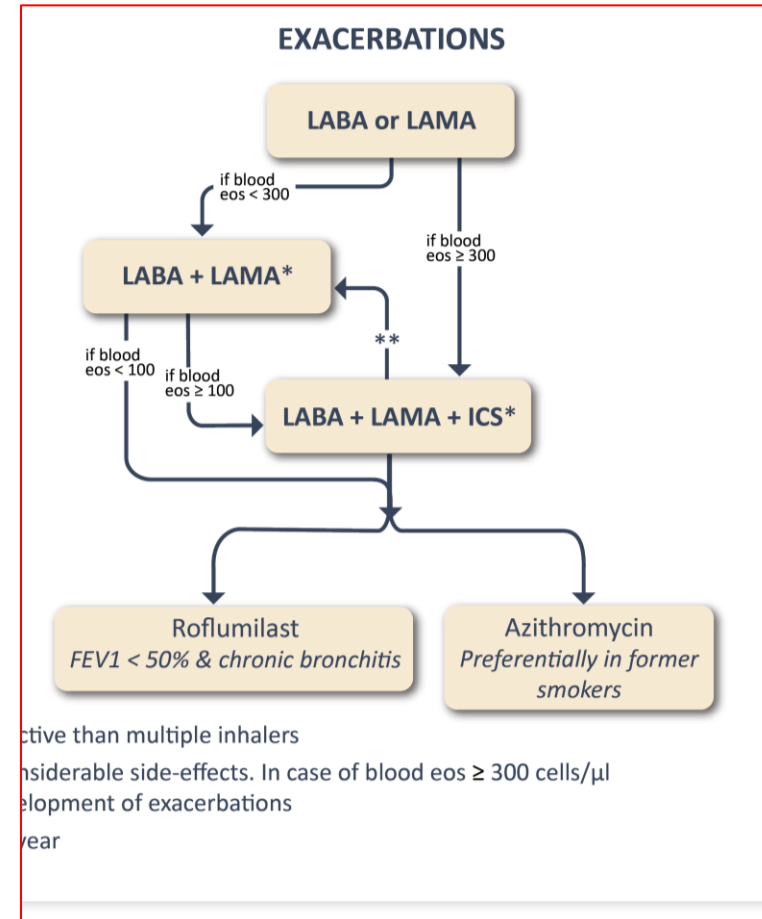 EXACERBATIONS
LABA or LAMA
if blood
eos < 300
if blood
eos ≥ 300
LABA + LAMA*
**
if blood
eos < 100
if blood
eos ≥ 100
LABA + LAMA + ICS*
Roflumilast
FEV1 < 50% & chronic bronchitis
Azithromycin
Preferentially in former
smokers
ctive than multiple inhalers
nsiderable side-effects. In case of blood eos ≥ 300 cells/µl
elopment of exacerbations
year